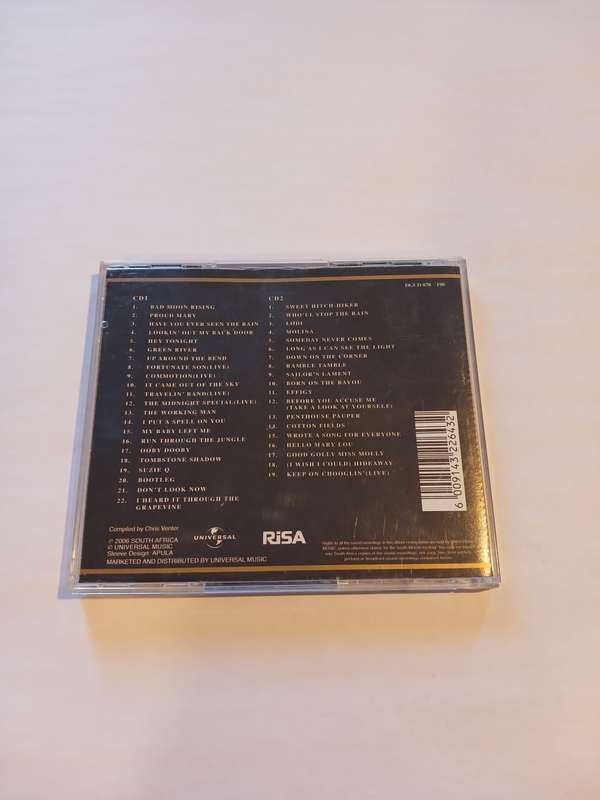 DGCD 070 190
CD1
1. BAD MOON RISING
2. PROUD MARY
3. HAVE YOU EVER SEEN THE RAIN
4. LOOKIN' OUT MY BACK DOOR
5. HEY TONIGHT
6. GREEN RIVER
7. UP AROUND THE BEND
8. FORTUNATE SON(LIVE)
9. COMMOTION(LIVE)
10. IT CAME OUT OF THE SKY
11. TRAVELIN' BAND(LIVE)
12. THE MIDNIGHT SPECIAL(LIVE)
13. THE WORKING MAN
14. I PUT A SPELL ON YOU
15. MY BABY LEFT ME
16. RUN THROUGH THE JUNGLE
17. OOBY DOOBY
18. TOMBSTONE SHADOW
19. SUZIE Q
20. BOOTLEG
21. DON'T LOOK NOW
22. I HEARD IT THROUGH THE
GRAPEVINE
CD2
1. SWEET HITCH-HIKER
2. WHO'LL STOP THE RAIN
3. LODI
4. MOLINA
5. SOMEDAY NEVER COMES
6. LONG AS I CAN SEE THE LIGHT
7. DOWN ON THE CORNER
8. RAMBLE TAMBLE
9. SAILOR'S LAMENT
10. BORN ON THE BAYOU
11. EFFIGY
12. BEFORE YOU ACCUSE ME
(TAKE A LOOK AT YOURSELF)
13. PENTHOUSE PAUPER
14. COTTON FIELDS
15. WROTE A SONG FOR EVERYONE
16. HELLO MARY LOU
17. GOOD GOLLY MISS MOLLY
18. (I WISH I COULD) HIDEAWAY
19. KEEP ON CHOOGLIN'(LIVE)
6 009143 226432
Compiled by Chris Venter
℗ 2006 SOUTH AFRICA
© UNIVERSAL MUSIC
Sleeve Design: APULA
MARKETED AND DISTRIBUTED BY UNIVERSAL MUSIC
UNIVERSAL
RiSA